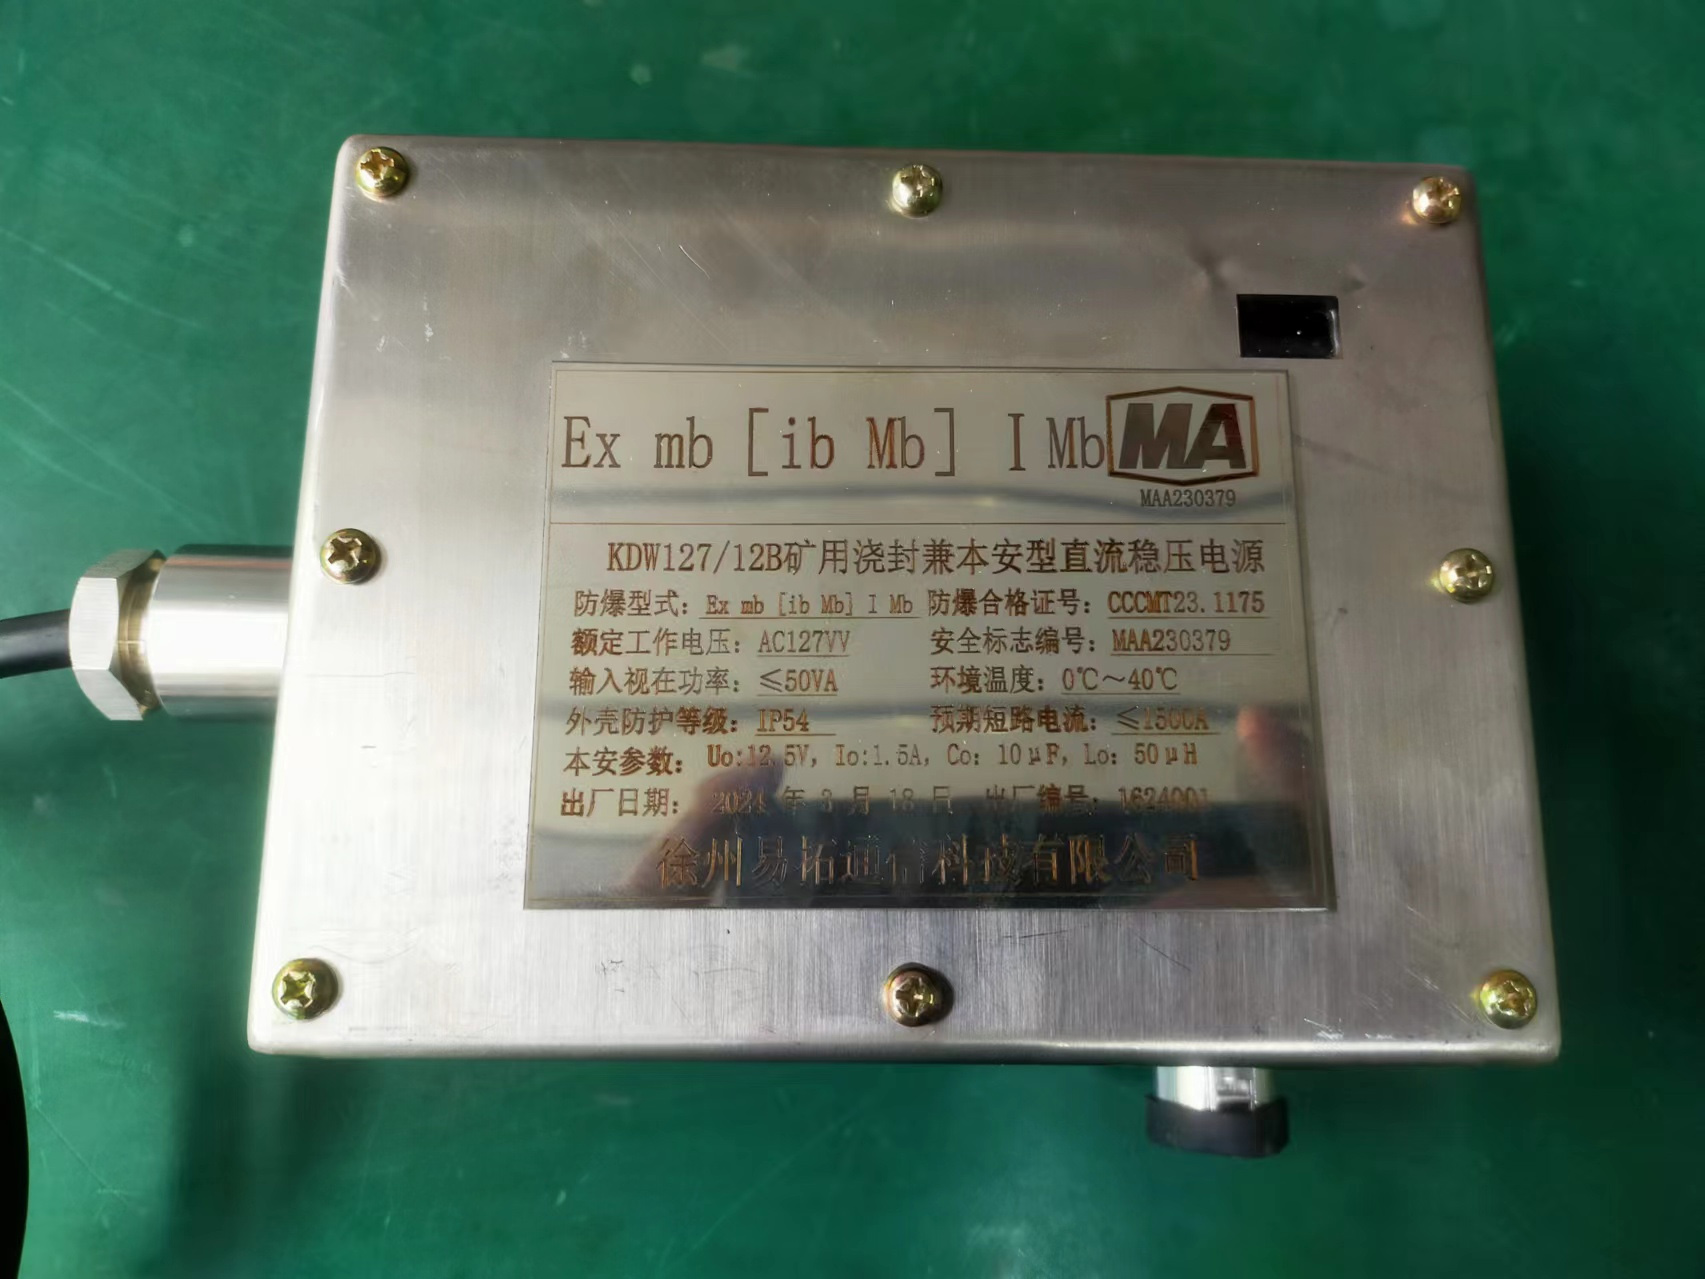 Ex mb [ib Mb] I Mb MA
MAA230379
KDW127/12B矿用浇封兼本安型直流稳压电源
防爆型式: Ex mb [ib Mb] I Mb 防爆合格证号: CCCMT23.1175
额定工作电压: AC127VV 安全标志编号: MAA230379
输入视在功率: ≤50VA 环境温度: 0℃～40℃
外壳防护等级: IP54 预期短路电流: ≤1500A
本安参数: Uo:12.5V, Io:1.5A, Co: 10μF, Lo: 50μH
出厂日期: 2024 年 3 月 18 日 出厂编号: 1624001
徐州易拓通信科技有限公司